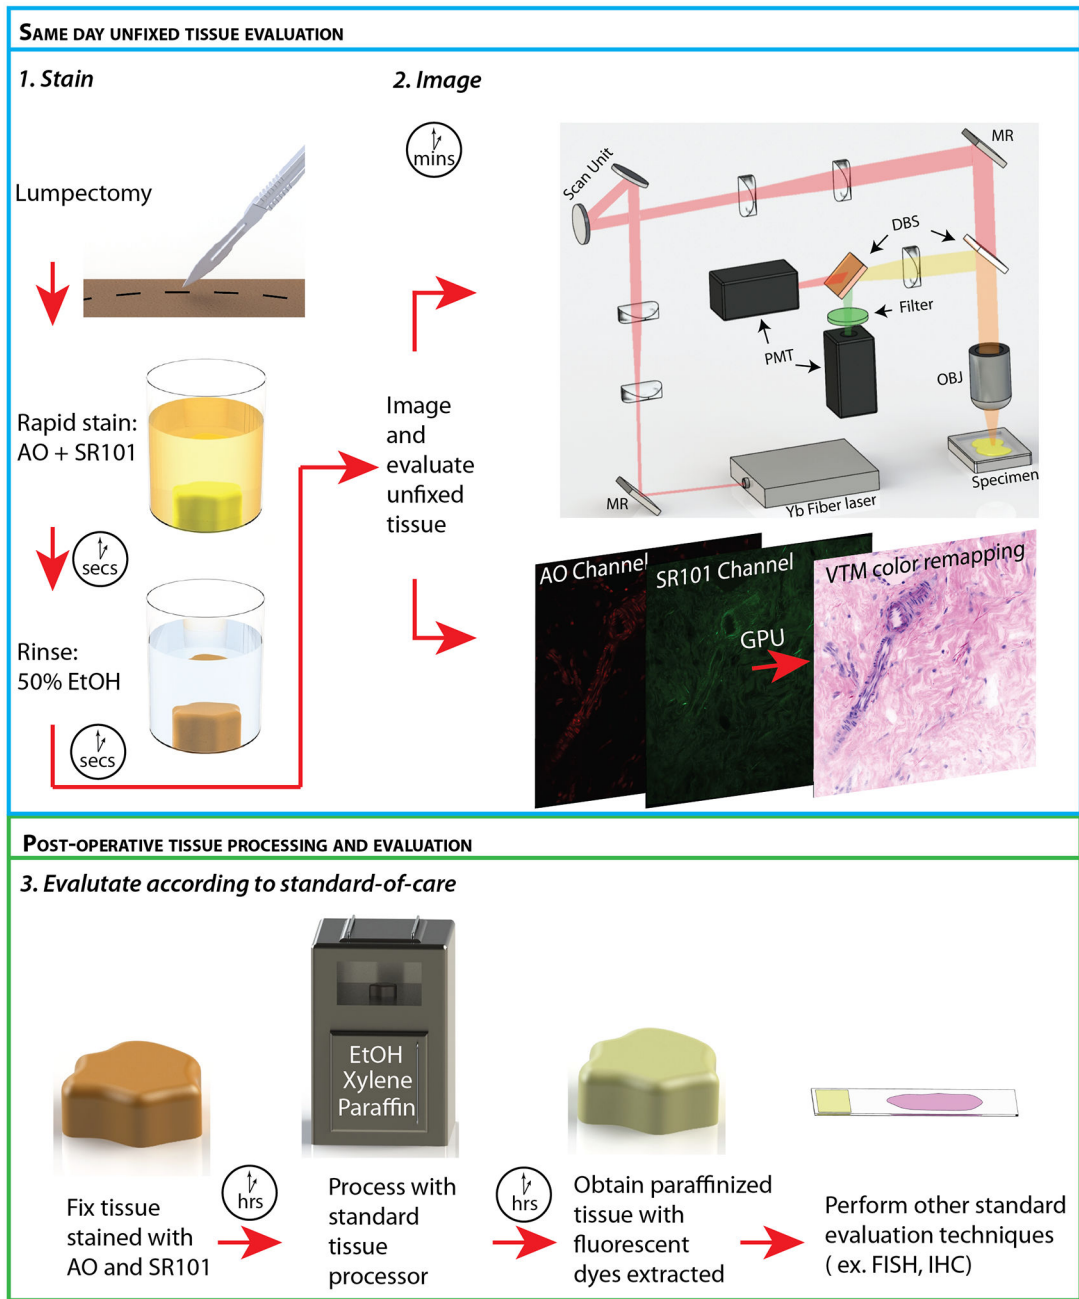 SAME DAY UNFIXED TISSUE EVALUATION
1. Stain
Lumpectomy
Rapid stain:
AO + SR101
secs
Rinse:
50% EtOH
secs
2. Image
mins
Image
and
evaluate
unfixed
tissue
Scan Unit
MR
DBS
Filter
PMT
OBJ
Specimen
MR
Yb Fiber laser
AO Channel
SR101 Channel
GPU
VTM color remapping
POST-OPERATIVE TISSUE PROCESSING AND EVALUATION
3. Evalutate according to standard-of-care
EtOH
Xylene
Paraffin
Fix tissue
stained with
AO and SR101
hrs
Process with
standard
tissue
processor
hrs
Obtain paraffinized
tissue with
fluorescent
dyes extracted
Perform other standard
evaluation techniques
( ex. FISH, IHC)